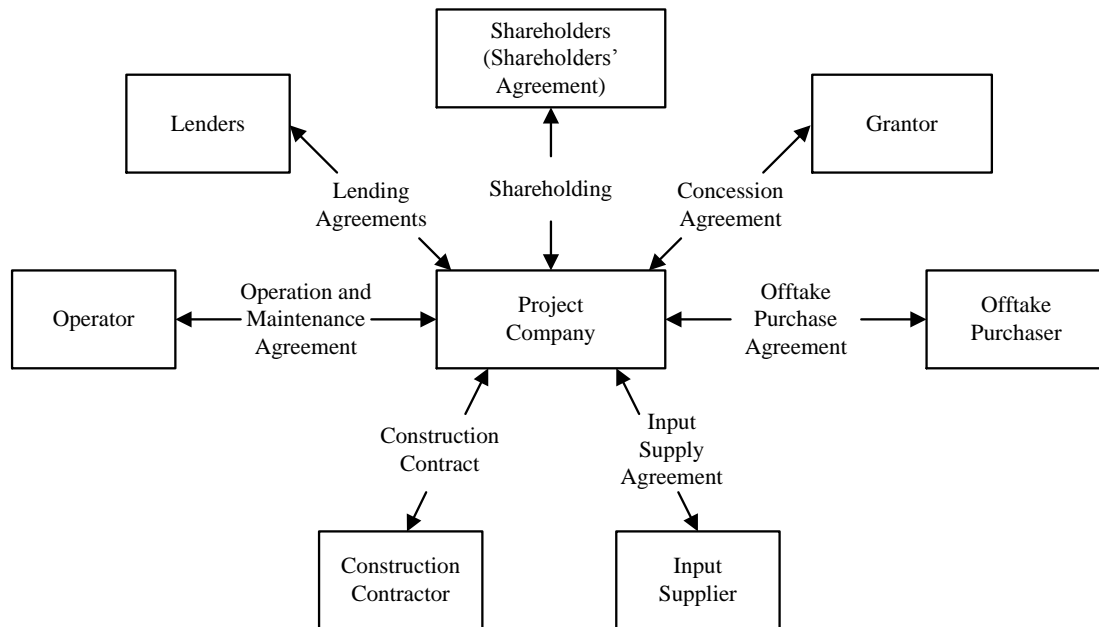 Shareholders
(Shareholders’
Agreement)
Lenders
Grantor
Lending
Agreements
Shareholding
Concession
Agreement
Operator
Operation and
Maintenance
Agreement
Project
Company
Offtake
Purchase
Agreement
Offtake
Purchaser
Construction
Contract
Input
Supply
Agreement
Construction
Contractor
Input
Supplier